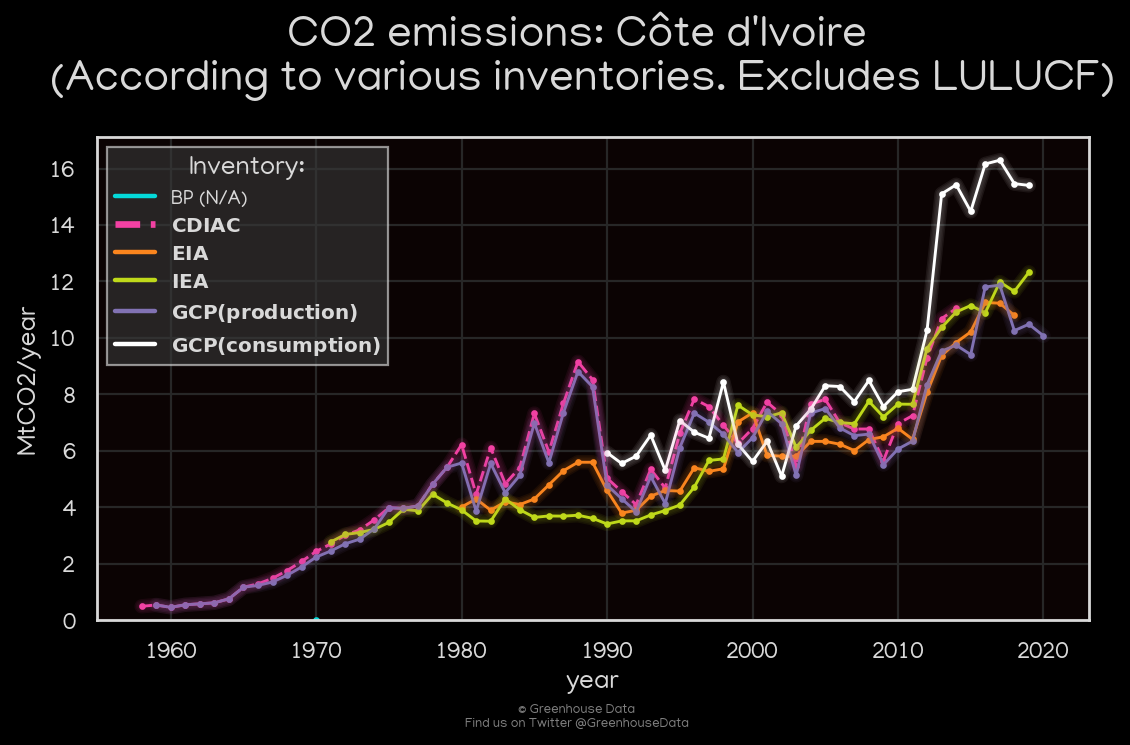 CO2 emissions: Côte d'Ivoire
(According to various inventories. Excludes LULUCF)
Inventory:
BP (N/A)
CDIAC
EIA
IEA
GCP(production)
GCP(consumption)
MtCO2/year
16
14
12
10
8
6
4
2
0
1960 1970 1980 1990 2000 2010 2020
year
© Greenhouse Data
Find us on Twitter @GreenhouseData